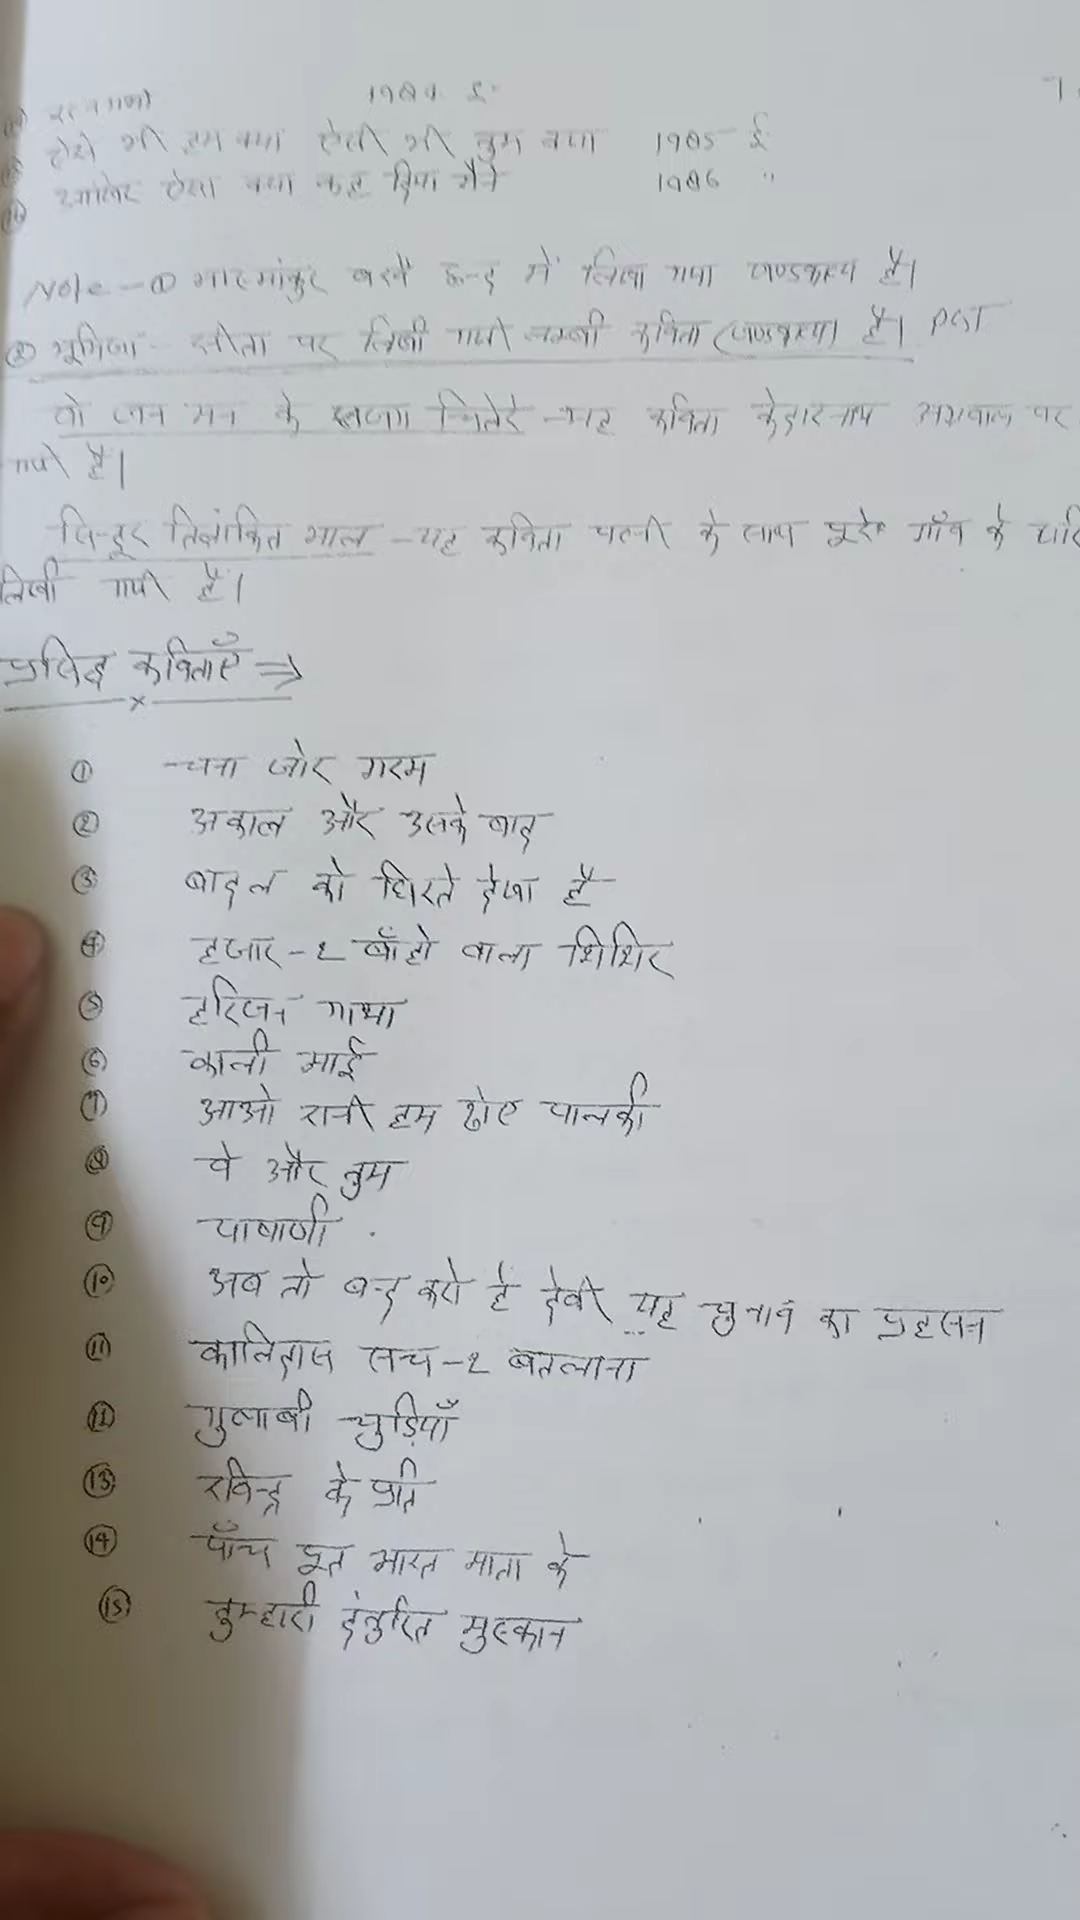 रत्नगर्भा 1984 ई॰
ऐसे भी हम क्या ऐसी भी तुम क्या 1985 ई
आखिर ऐसा क्या कह दिया मैंने 1986 "
Note - ① भस्मांकुर बरवै छन्द में लिखा गया खण्डकाव्य है।
② भूमिजा - सीता पर लिखी गयी लम्बी कविता (खण्डकाव्य) है। PGT
वो जन मन के सजग चितेरे - यह कविता केदारनाथ अग्रवाल पर
गयी है।
सिन्दूर तिलांकित भाल - यह कविता पत्नी के साथ पूरे गाँव के
लिखी गयी है।
प्रसिद्ध कविताएँ ⇒
① चना जोर गरम
② अकाल और उसके बाद
③ बादल को घिरते देखा है
④ हजार-2 बाँहो वाला शिशिर
⑤ हरिजन गाथा
⑥ काली माई
⑦ आओ रानी हम ढोए पालकी
⑧ वे और तुम
⑨ पाषाणी
⑩ अब तो बन्द करो हे देवी यह चुनाव का प्रहसन
⑪ कालिदास सच-2 बतलाना
⑫ गुलाबी चुड़ियाँ
⑬ रविन्द्र के प्रति
⑭ पाँच पूत भारत माता के
⑮ तुम्हारी दंतुरित मुस्कान